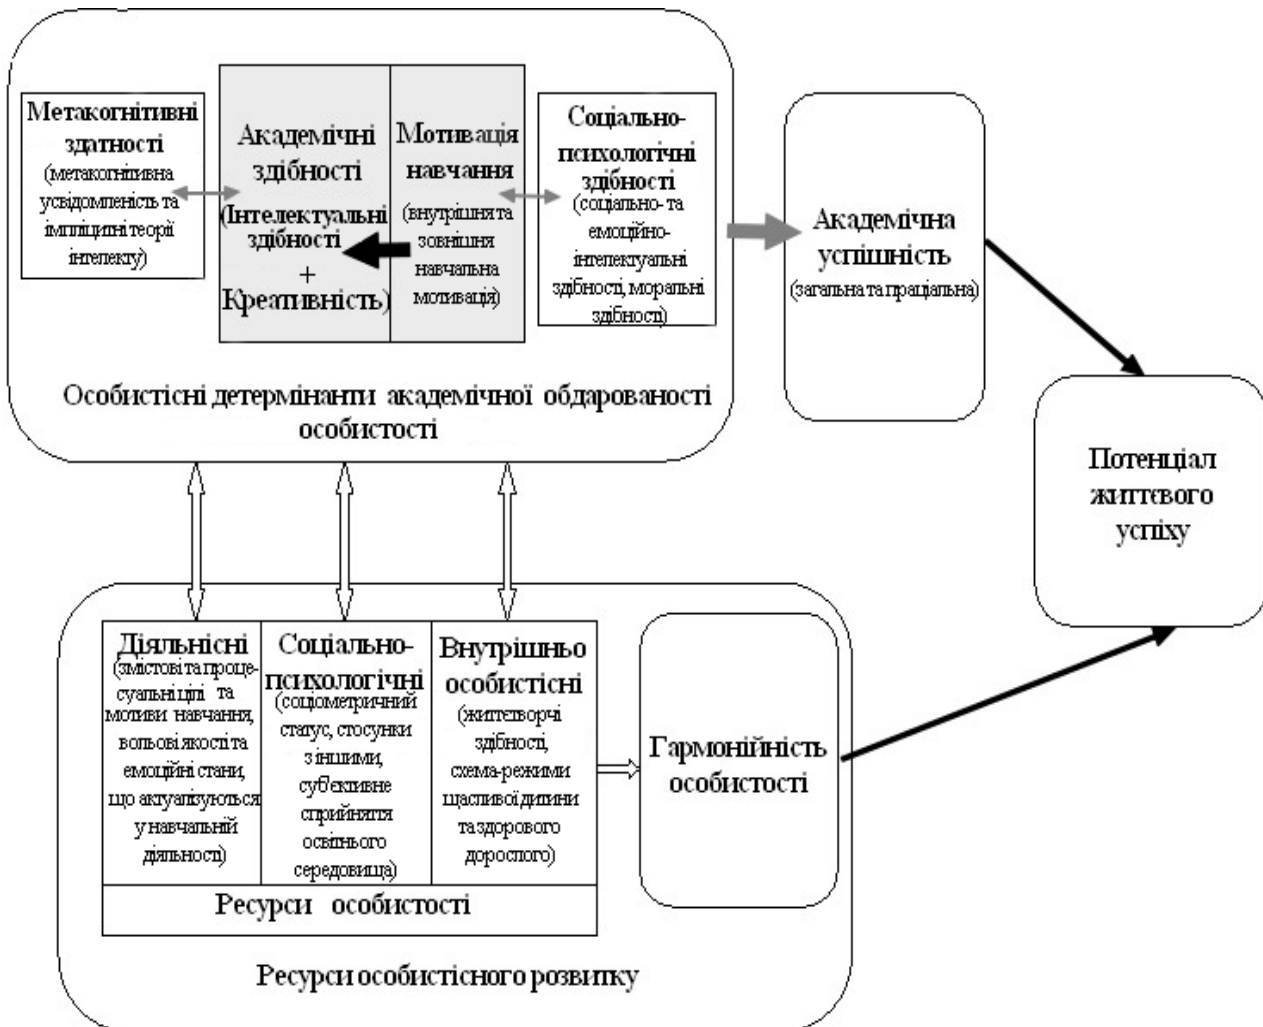 Метакогнітивні
здатності
(метакогнітивна
усвідомленість та
імпліцитні теорії
інтелекту)
Академічні
здібності
(Інтелектуальні
здібності
+
Креативність)
Мотивація
навчання
(внутрішня та
зовнішня
навчальна
мотивація)
Соціально-
психологічні
здібності
(соціально- та
емоційно-
інтелектуальні
здібності, моральні
здібності)
Особистісні детермінанти академічної обдарованості
особистості
Академічна
успішність
(загальна та праціальна)
Потенціал
життєвого
успіху
Діяльнісні
(змістові та проце-
суальні цілі та
мотиви навчання,
вольові якості та
емоційні стани,
що актуалізуються
у навчальній
діяльності)
Соціально-
психологічні
(соціометричний
статус, стосунки
з іншими,
суб'єктивне
сприйняття
освітнього
середовища)
Внутрішньо
особистісні
(життєтворчі
здібності,
схема-режими
щасливої дитини
та здорового
дорослого)
Ресурси особистості
Гармонійність
особистості
Ресурси особистісного розвитку